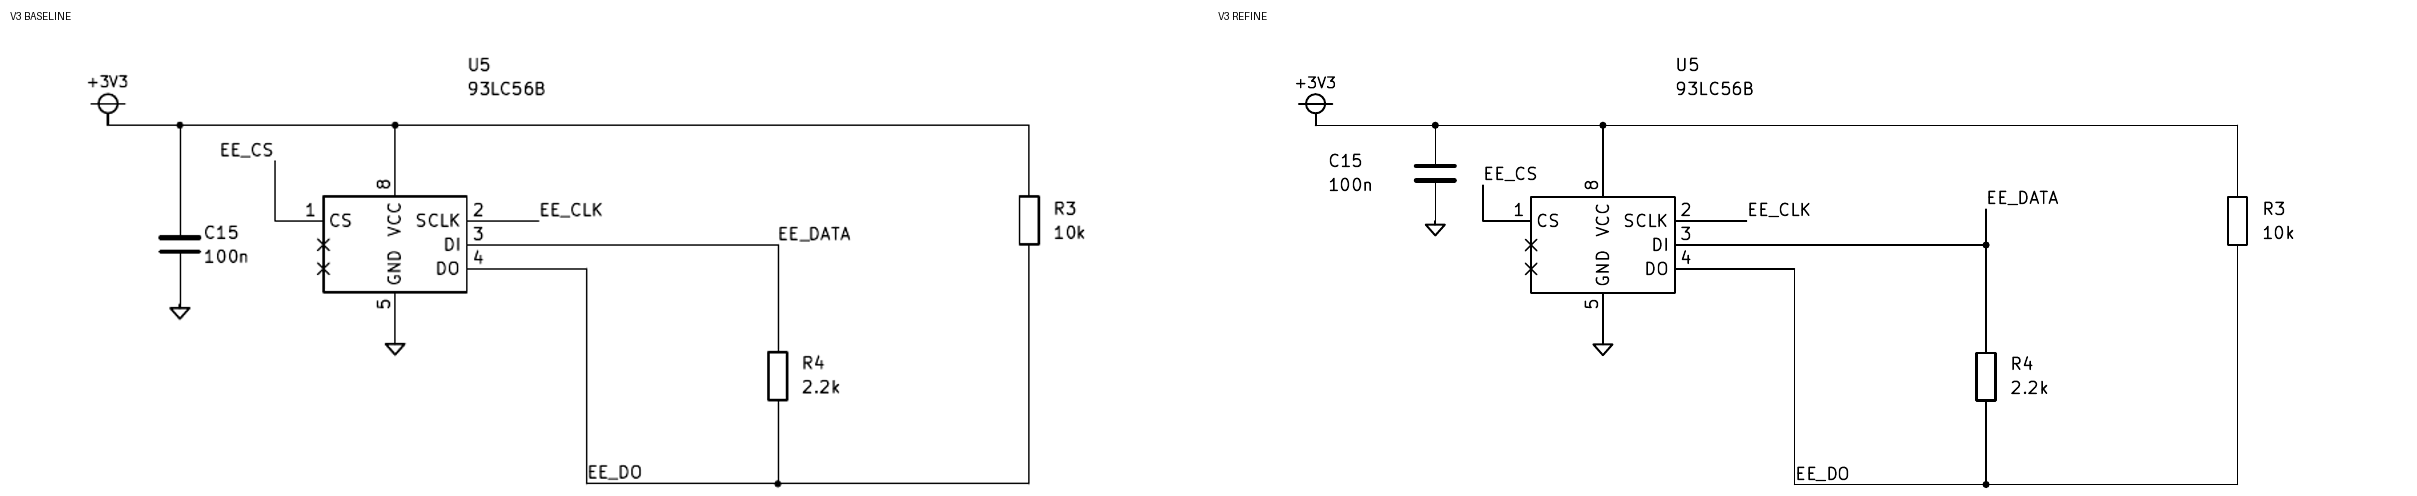 V3 BASELINE
+3V3
U5
93LC56B
EE_CS
8
1
CS
VCC
SCLK
2
EE_CLK
DI
3
EE_DATA
DO
4
GND
5
C15
100n
R3
10k
R4
2.2k
EE_DO
V3 REFINE
+3V3
U5
93LC56B
C15
100n
EE_CS
8
1
CS
VCC
SCLK
2
EE_CLK
DI
3
EE_DATA
DO
4
GND
5
R3
10k
R4
2.2k
EE_DO